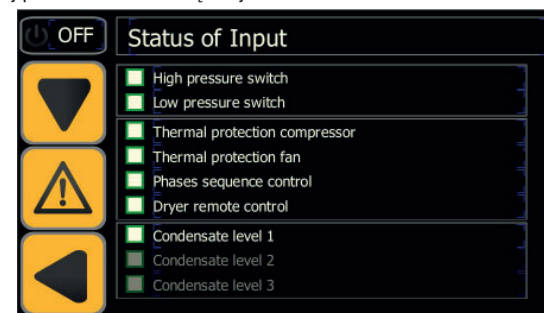 OFF
Status of Input
High pressure switch
Low pressure switch
Thermal protection compressor
Thermal protection fan
Phases sequence control
Dryer remote control
Condensate level 1
Condensate level 2
Condensate level 3